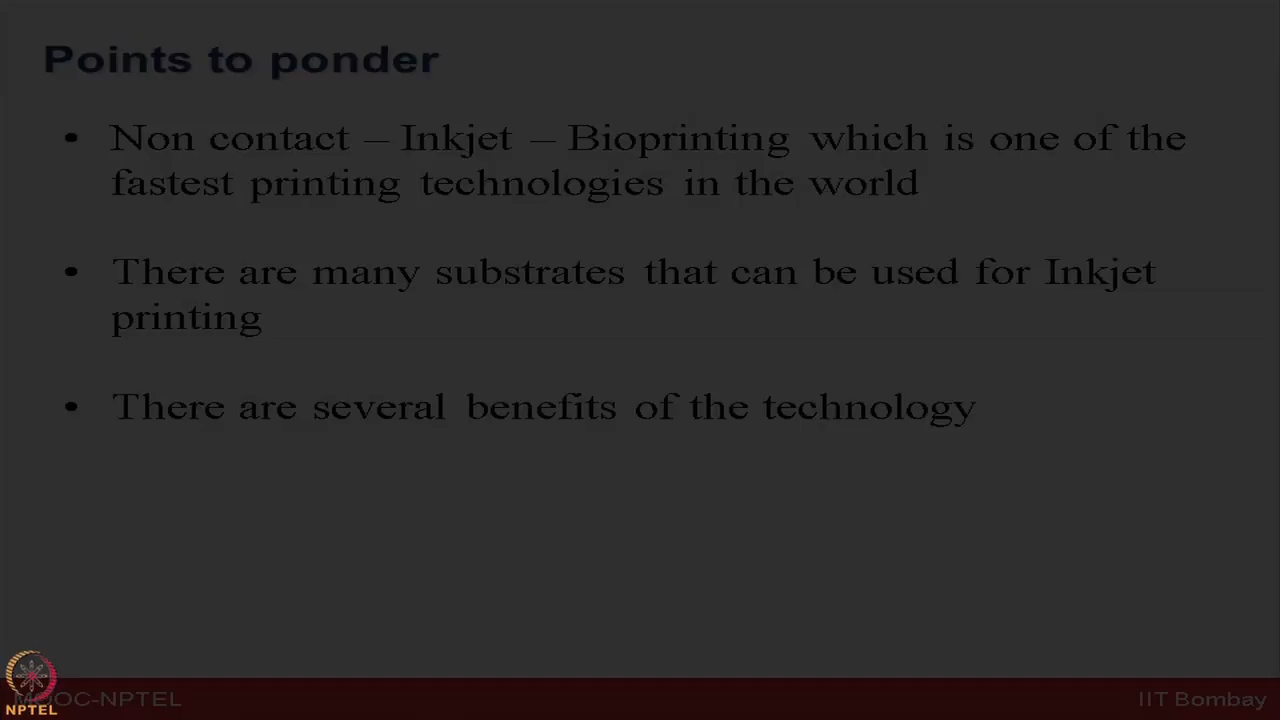 Points to ponder
• Non contact – Inkjet – Bioprinting which is one of the
fastest printing technologies in the world
• There are many substrates that can be used for Inkjet
printing
• There are several benefits of the technology
MOOC-NPTEL
IIT Bombay
NPTEL